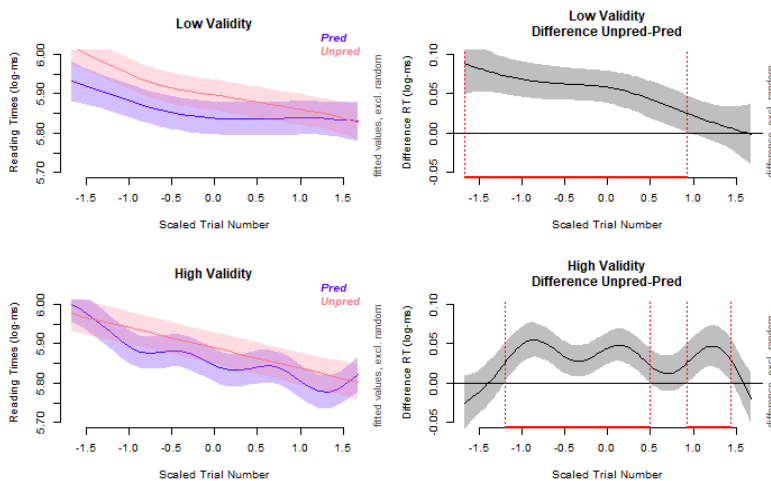 Low Validity
Pred
Unpred
Reading Times (log-ms)
6.00
5.90
5.80
5.70
-1.5 -1.0 -0.5 0.0 0.5 1.0 1.5
Scaled Trial Number
fitted values, excl. random
Low Validity
Difference Unpred-Pred
Difference RT (log-ms)
0.10
0.05
0.00
-0.05
-1.5 -1.0 -0.5 0.0 0.5 1.0 1.5
Scaled Trial Number
High Validity
Pred
Unpred
Reading Times (log-ms)
6.00
5.90
5.80
5.70
-1.5 -1.0 -0.5 0.0 0.5 1.0 1.5
Scaled Trial Number
fitted values, excl. random
High Validity
Difference Unpred-Pred
Difference RT (log-ms)
0.10
0.05
0.00
-0.05
-1.5 -1.0 -0.5 0.0 0.5 1.0 1.5
Scaled Trial Number